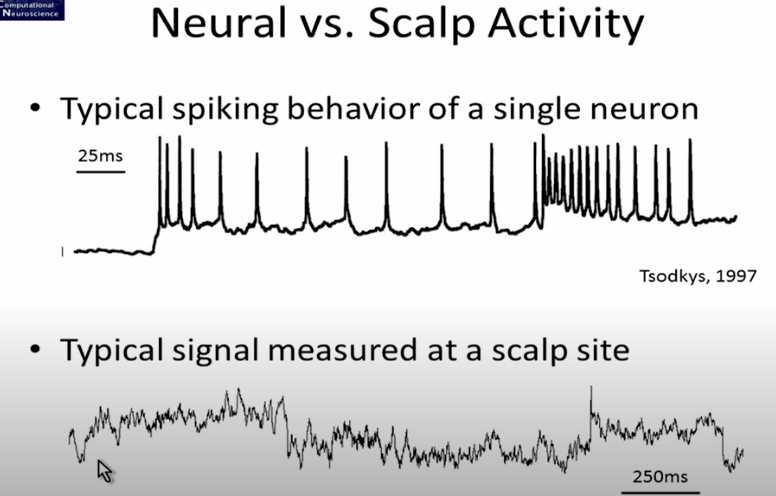 Computational
Neuroscience
Neural vs. Scalp Activity
• Typical spiking behavior of a single neuron
25ms
Tsodkys, 1997
• Typical signal measured at a scalp site
250ms